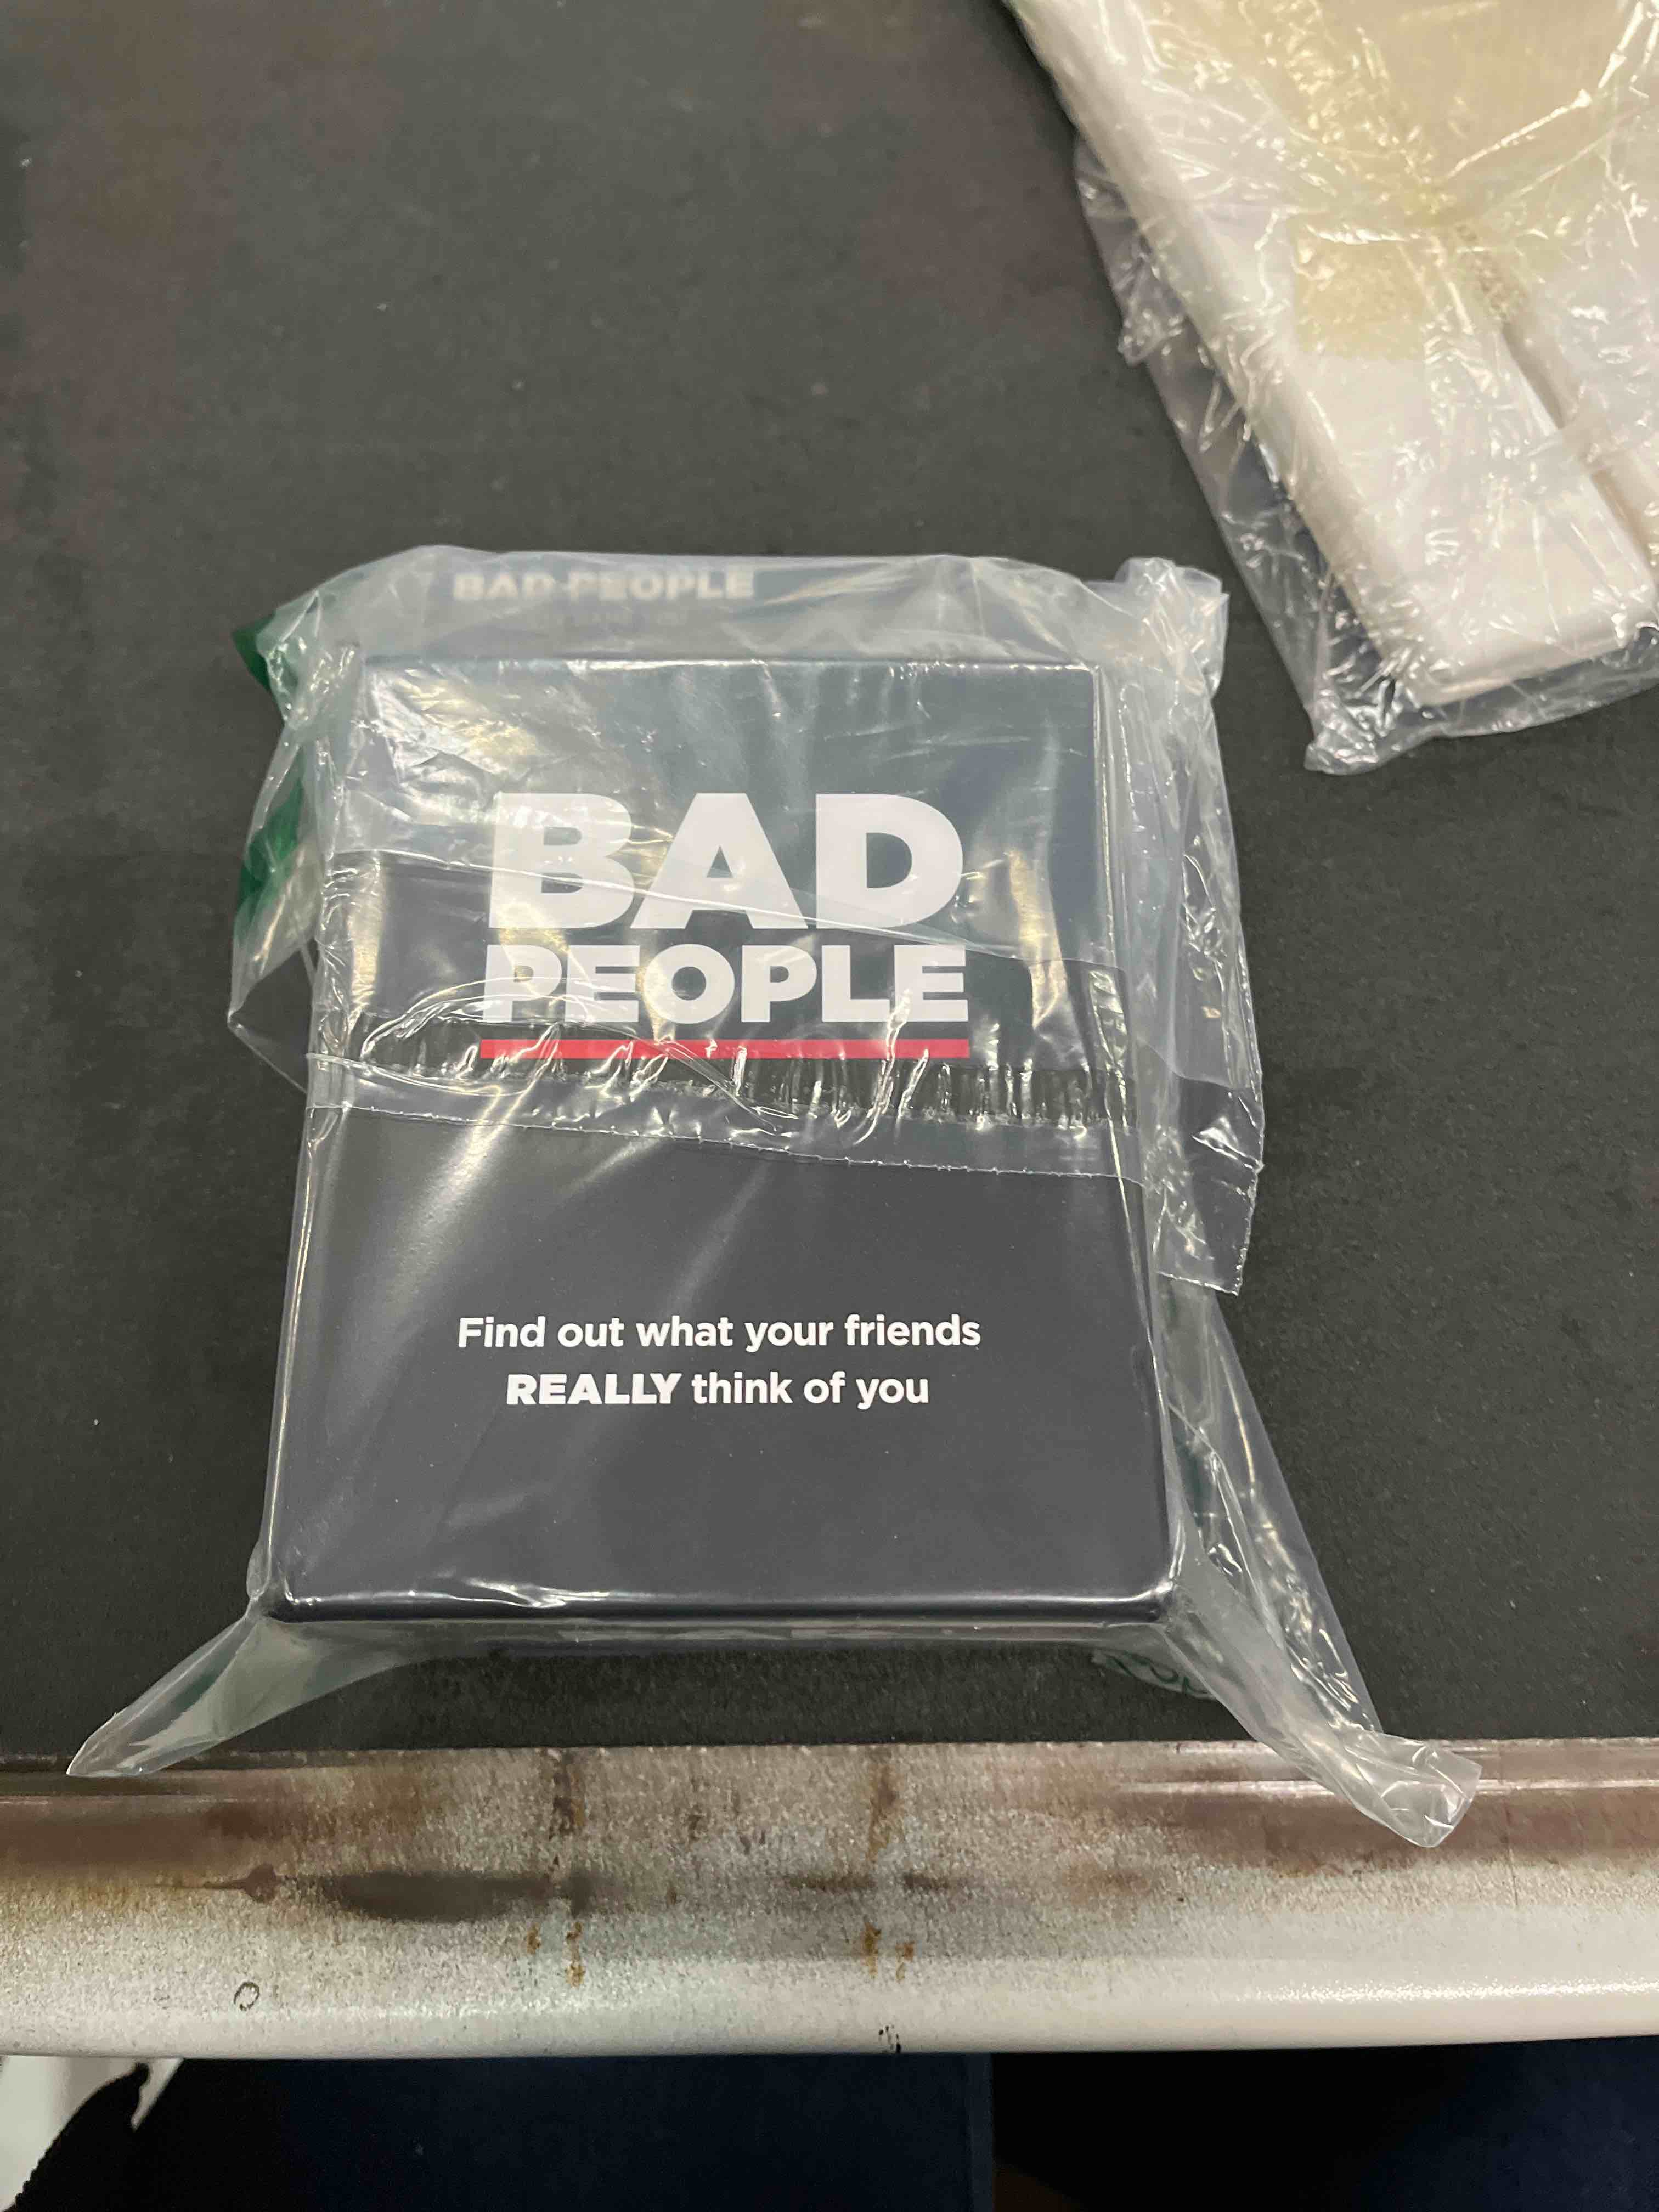 BAD PEOPLE
BAD
PEOPLE
Find out what your friends
REALLY think of you